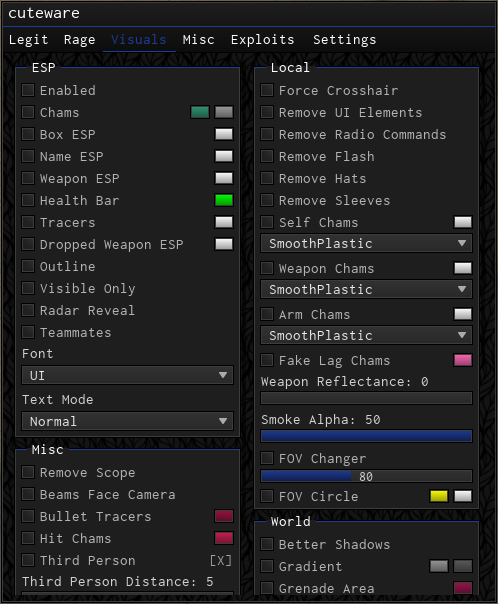 cuteware
Legit Rage Visuals Misc Exploits Settings
ESP
Enabled
Chams
Box ESP
Name ESP
Weapon ESP
Health Bar
Tracers
Dropped Weapon ESP
Outline
Visible Only
Radar Reveal
Teammates
Font
UI
Text Mode
Normal
Misc
Remove Scope
Beams Face Camera
Bullet Tracers
Hit Chams
Third Person [X]
Third Person Distance: 5
Local
Force Crosshair
Remove UI Elements
Remove Radio Commands
Remove Flash
Remove Hats
Remove Sleeves
Self Chams
SmoothPlastic
Weapon Chams
SmoothPlastic
Arm Chams
SmoothPlastic
Fake Lag Chams
Weapon Reflectance: 0
Smoke Alpha: 50
FOV Changer
80
FOV Circle
World
Better Shadows
Gradient
Grenade Area